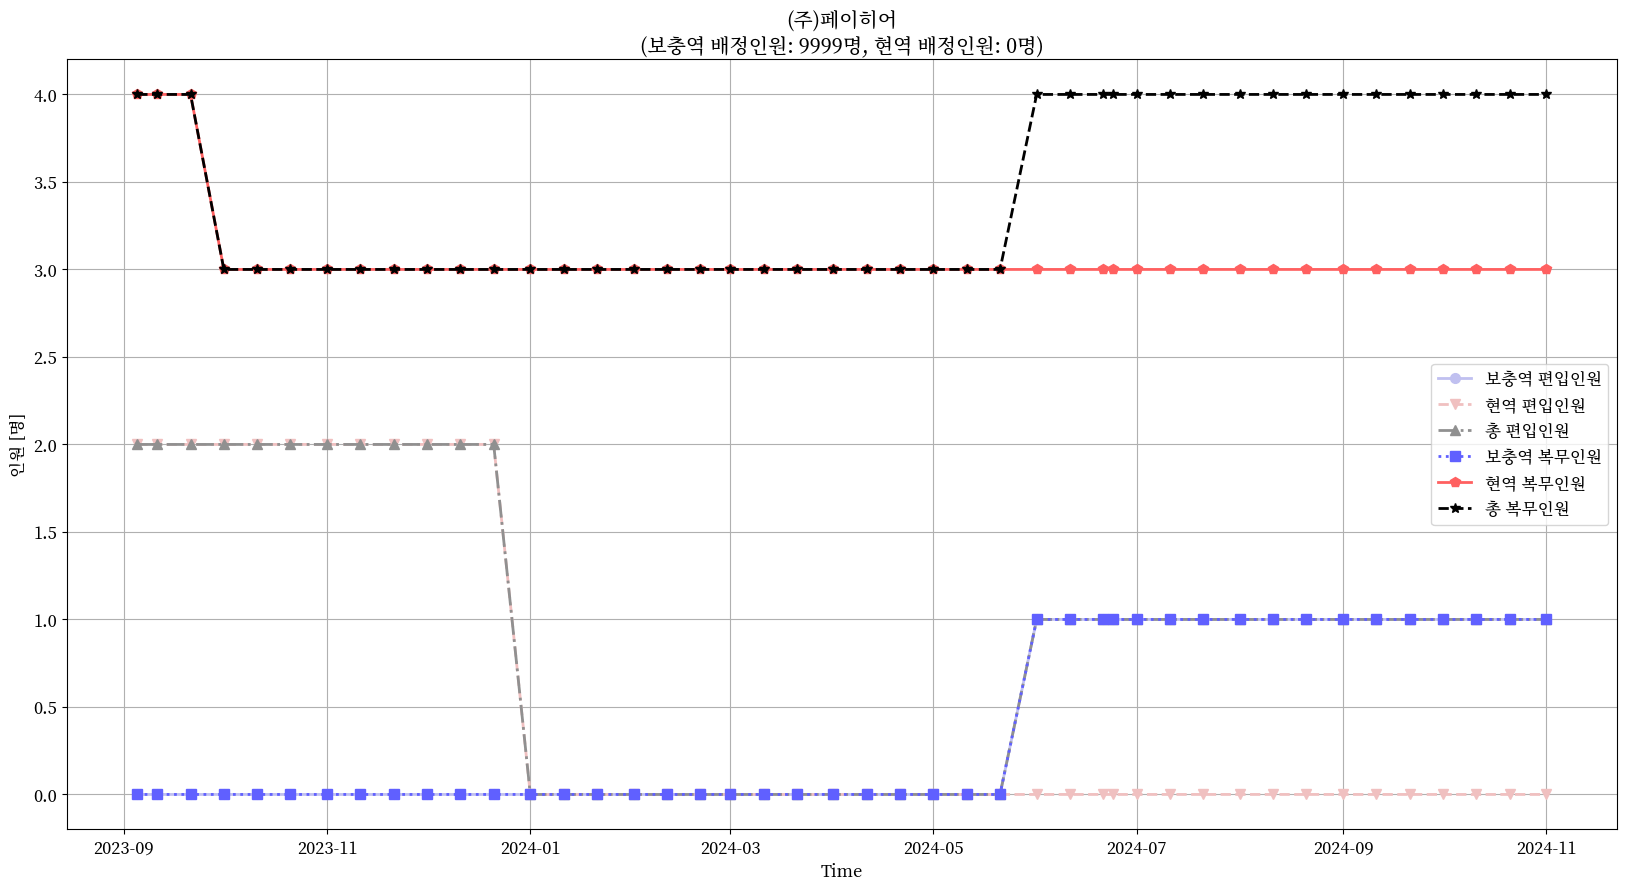 (주)페이히어
(보충역 배정인원: 9999명, 현역 배정인원: 0명)
4.0
3.5
3.0
2.5
2.0
1.5
1.0
0.5
0.0
인원 [명]
보충역 편입인원
현역 편입인원
총 편입인원
보충역 복무인원
현역 복무인원
총 복무인원
2023-09
2023-11
2024-01
2024-03
2024-05
2024-07
2024-09
2024-11
Time